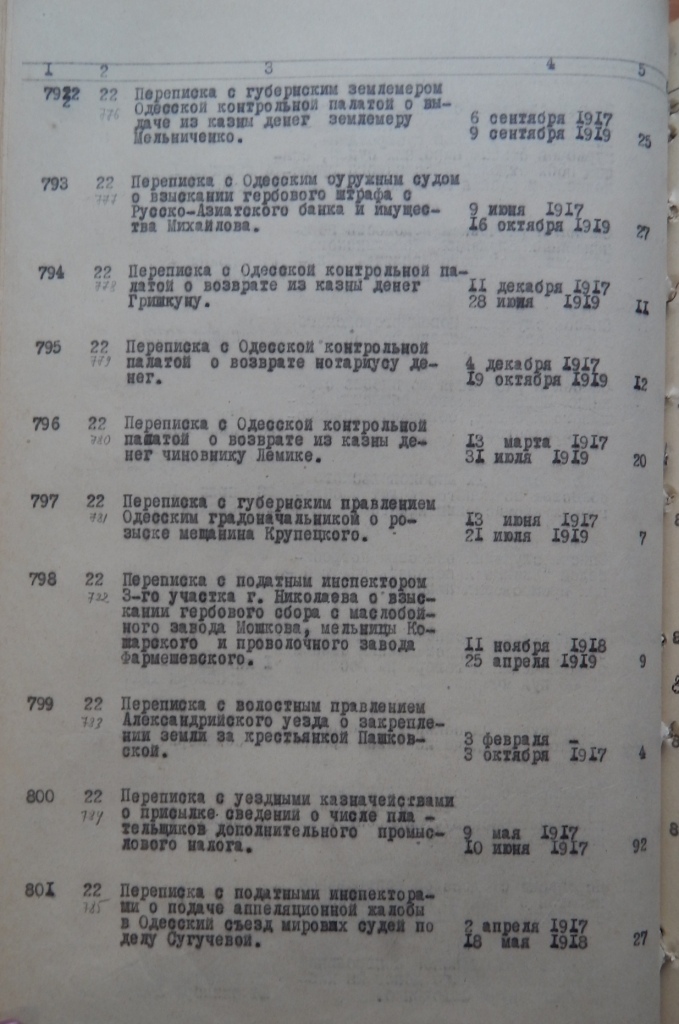 1 2 3 4 5
792 22 Переписка с губернским землемером
2
776 Одесской контрольной палатой о вы-
даче из казны денег землемеру 6 сентября 1917
Мельниченко. 9 сентября 1919 25
793 22 Переписка с Одесским оуружным судом
777 о взыскании гербового штрафа с
Русско-Азиатского банка и имущес- 9 июня 1917
тва Михайлова. 16 октября 1919 27
794 22 Переписка с Одесской контрольной па-
778 латой о возврате из казны денег 11 декабря 1917
Гришкуну. 28 июня 1919 11
795 22 Переписка с Одесской контрольной
779 палатой о возврате нотариусу де- 4 декабря 1917
нег. 19 октября 1919 12
796 22 Переписка с Одесской контрольной
780 палатой о возврате из казны де- 13 марта 1917
нег чиновнику Лемике. 31 июля 1919 20
797 22 Переписка с губернским правлением
781 Одесским градоначальником о ро- 13 июня 1917
зыске мещанина Крупецкого. 21 июля 1919 7
798 22 Переписка с податным инспектором
782 3-го участка г. Николаева о взыс-
кании гербового сбора с маслобой-
ного завода Мошкова, мельницы Ко-
шарского и проволочного завода 11 ноября 1918
Фармешевского. 25 апреля 1919 9
799 22 Переписка с волостным правлением
783 Александрийского уезда о закрепле-
нии земли за крестьянкой Пашков- 3 февраля -
ской. 3 октября 1917 4
800 22 Переписка с уездными казначействами
784 о присылке сведений о числе пла -
тельщиков дополнительного промыс- 9 мая 1917
лового налога. 10 июня 1917 92
801 22 Переписка с податными инспектора-
785 ми о подаче аппеляционной жалобы
в Одесский съезд мировых судей по 2 апреля 1917
делу Сугучевой. 18 мая 1918 27